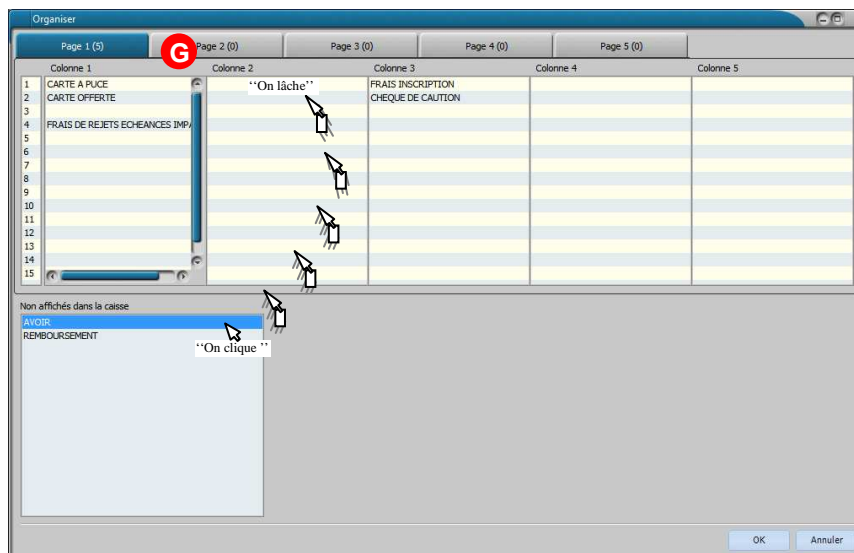 Organiser
Page 1 (5) G Page 2 (0) Page 3 (0) Page 4 (0) Page 5 (0)
Colonne 1 Colonne 2 Colonne 3 Colonne 4 Colonne 5
1 CARTE A PUCE ‘‘On lâche’’ FRAIS INSCRIPTION
2 CARTE OFFERTE CHEQUE DE CAUTION
3
4 FRAIS DE REJETS ECHEANCES IMPA
5
6
7
8
9
10
11
12
13
14
15
Non affichés dans la caisse
AVOIR
REMBOURSEMENT
‘‘On clique ’’
OK Annuler